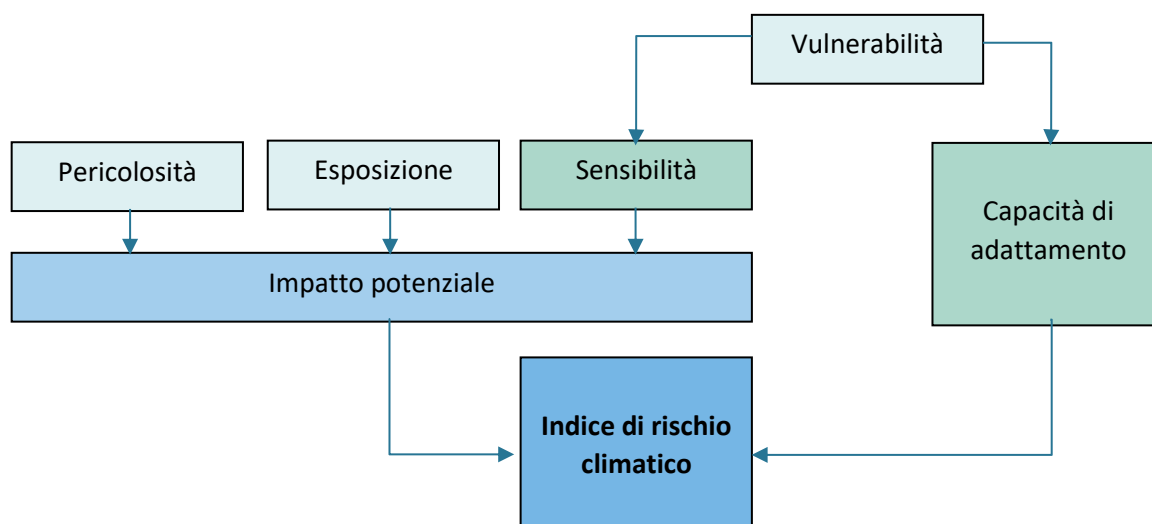 Vulnerabilità
Pericolosità
Esposizione
Sensibilità
Capacità di
adattamento
Impatto potenziale
Indice di rischio
climatico